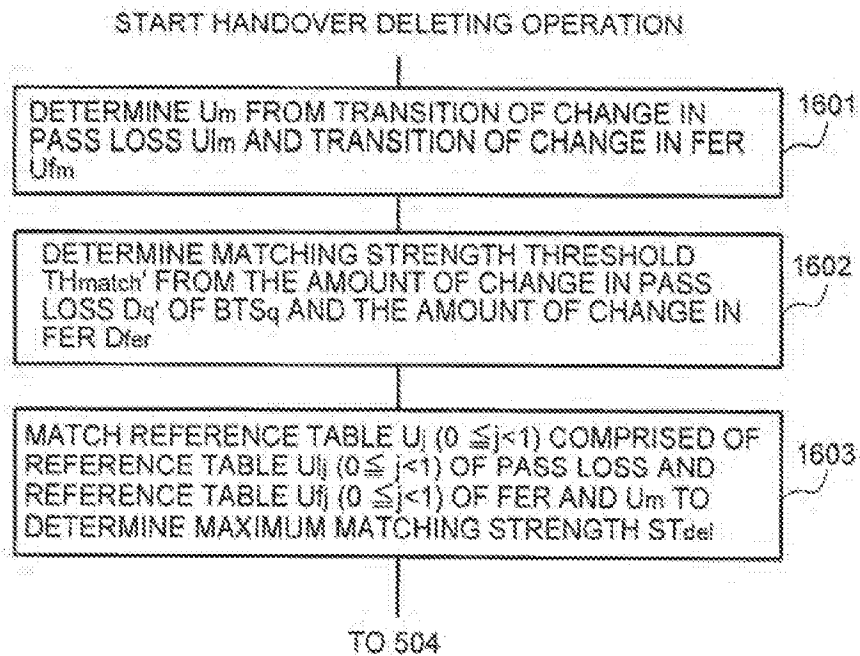 START HANDOVER DELETING OPERATION
DETERMINE Um FROM TRANSITION OF CHANGE IN
PASS LOSS Ulm AND TRANSITION OF CHANGE IN FER
Ufm
1601
DETERMINE MATCHING STRENGTH THRESHOLD
THmatch' FROM THE AMOUNT OF CHANGE IN PASS
LOSS Dq' OF BTSq AND THE AMOUNT OF CHANGE IN
FER Dfer
1602
MATCH REFERENCE TABLE Uj (0 ≦j<1) COMPRISED OF
REFERENCE TABLE Ulj (0≦ j<1) OF PASS LOSS AND
REFERENCE TABLE Ufj (0 ≦j<1) OF FER AND Um TO
DETERMINE MAXIMUM MATCHING STRENGTH STdel
1603
TO 504